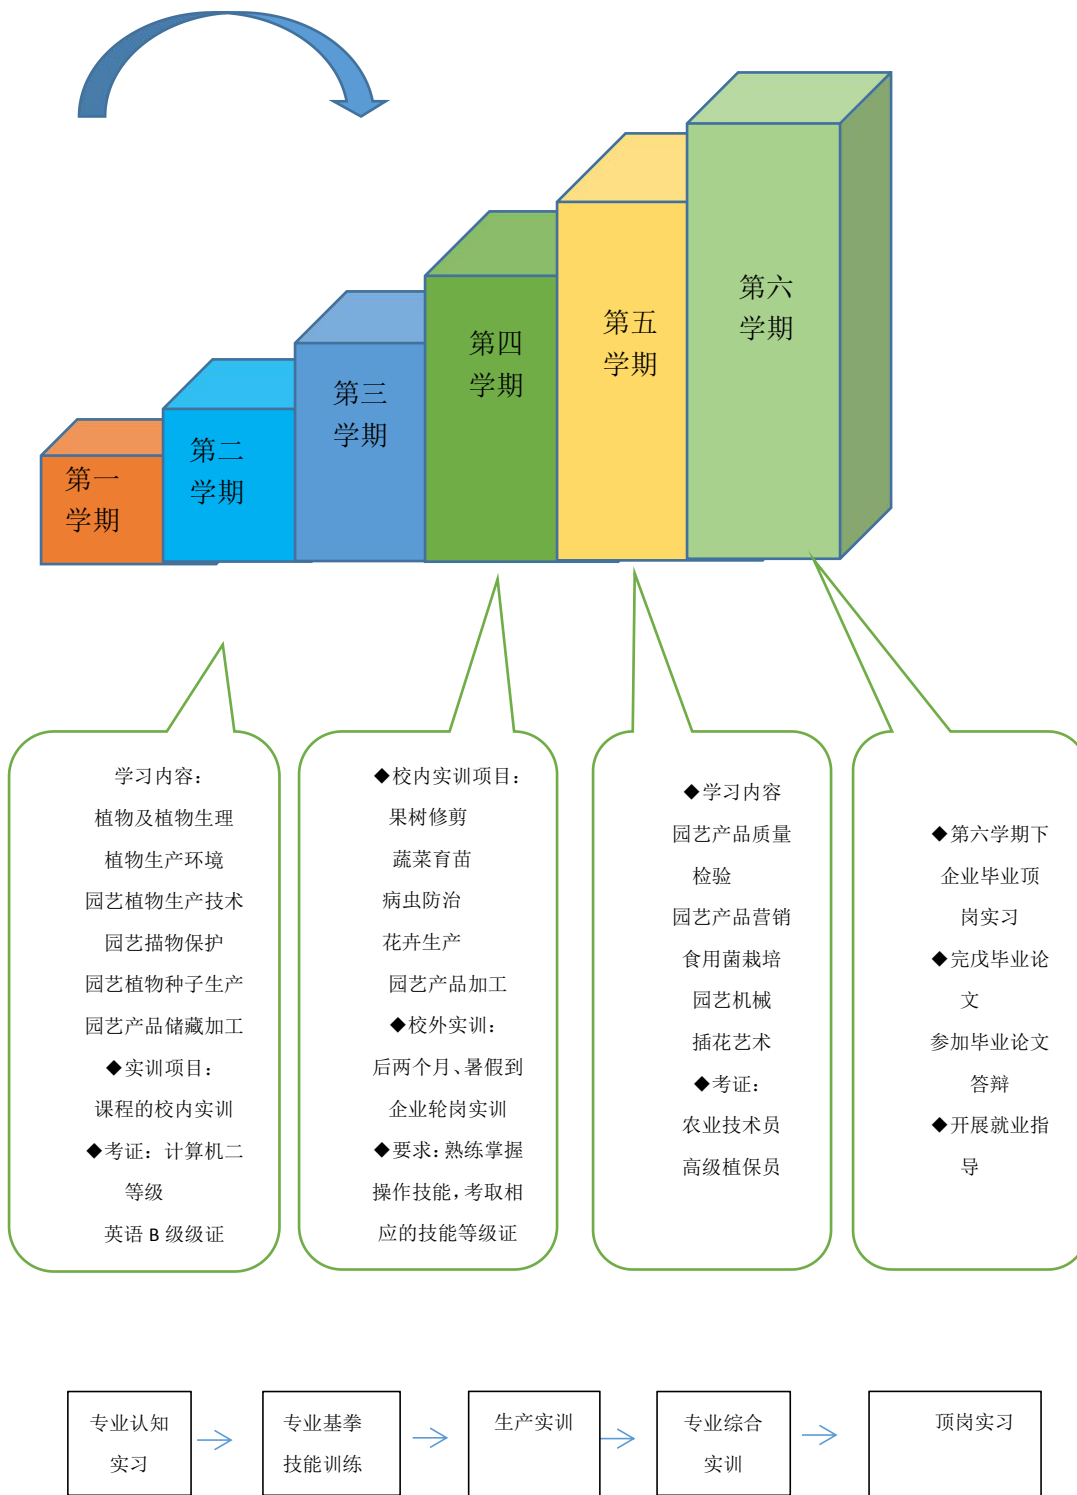 第一
学期
第二
学期
第三
学期
第四
学期
第五
学期
第六
学期
学习内容：
植物及植物生理
植物生产环境
园艺植物生产技术
园艺描物保护
园艺植物种子生产
园艺产品储藏加工
◆实训项目：
课程的校内实训
◆考证：计算机二
等级
英语 B 级级证
◆校内实训项目：
果树修剪
蔬菜育苗
病虫防治
花卉生产
园艺产品加工
◆校外实训：
后两个月、暑假到
企业轮岗实训
◆要求：熟练掌握
操作技能，考取相
应的技能等级证
◆学习内容
园艺产品质量
检验
园艺产品营销
食用菌栽培
园艺机械
插花艺术
◆考证：
农业技术员
高级植保员
◆第六学期下
企业毕业顶
岗实习
◆完戊毕业论
文
参加毕业论文
答辩
◆开展就业指
导
专业认知
实习
专业基拳
技能训练
生产实训
专业综合
实训
顶岗实习